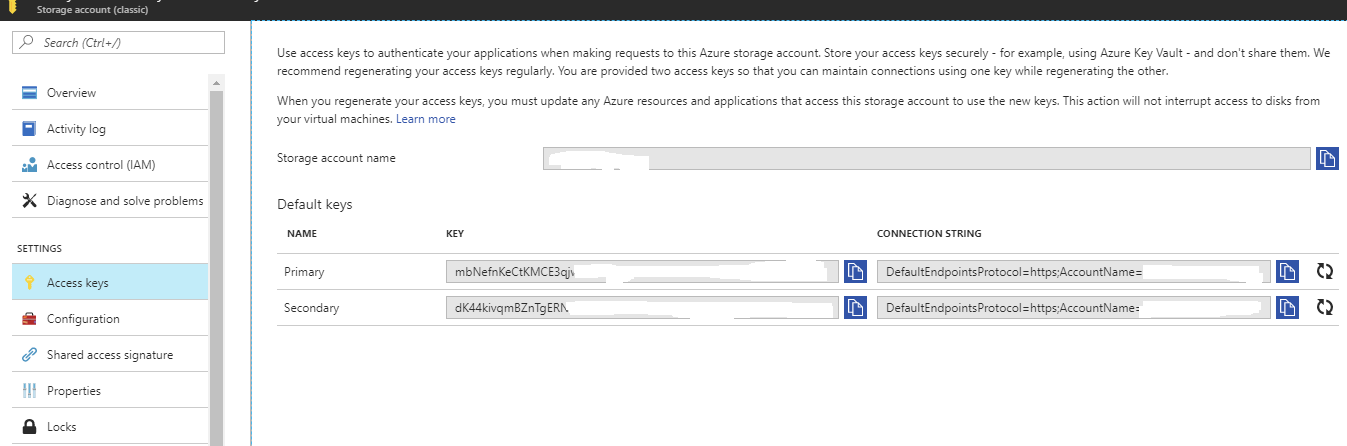 Storage account (classic)
Search (Ctrl+/)
Overview
Activity log
Access control (IAM)
Diagnose and solve problems
SETTINGS
Access keys
Configuration
Shared access signature
Properties
Locks
Use access keys to authenticate your applications when making requests to this Azure storage account. Store your access keys securely - for example, using Azure Key Vault - and don't share them. We
recommend regenerating your access keys regularly. You are provided two access keys so that you can maintain connections using one key while regenerating the other.
When you regenerate your access keys, you must update any Azure resources and applications that access this storage account to use the new keys. This action will not interrupt access to disks from
your virtual machines. Learn more
Storage account name
Default keys
NAME KEY CONNECTION STRING
Primary mbNefnKeCtKMCE3qj DefaultEndpointsProtocol=https;AccountName=
Secondary dK44kivqmBZnTgERN DefaultEndpointsProtocol=https;AccountName=